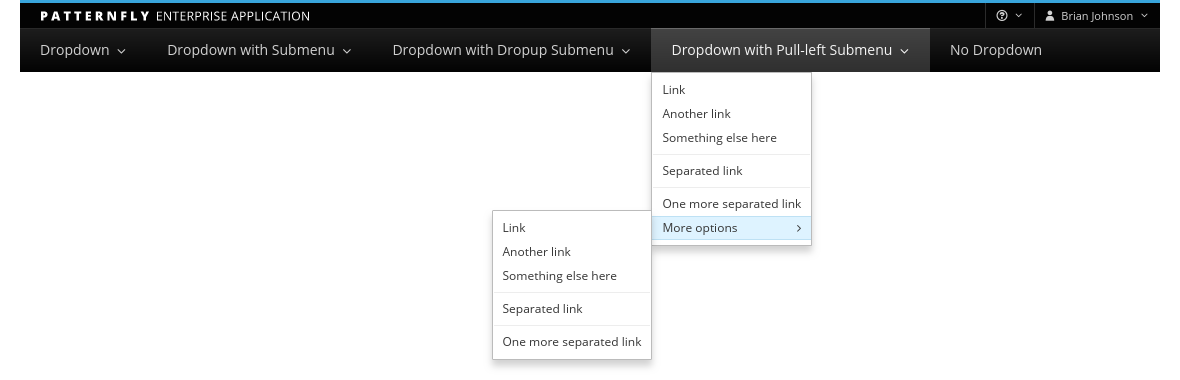 PATTERNFLY ENTERPRISE APPLICATION
Brian Johnson
Dropdown Dropdown with Submenu Dropdown with Dropup Submenu Dropdown with Pull-left Submenu No Dropdown
Link
Another link
Something else here
Separated link
One more separated link
More options
Link
Another link
Something else here
Separated link
One more separated link